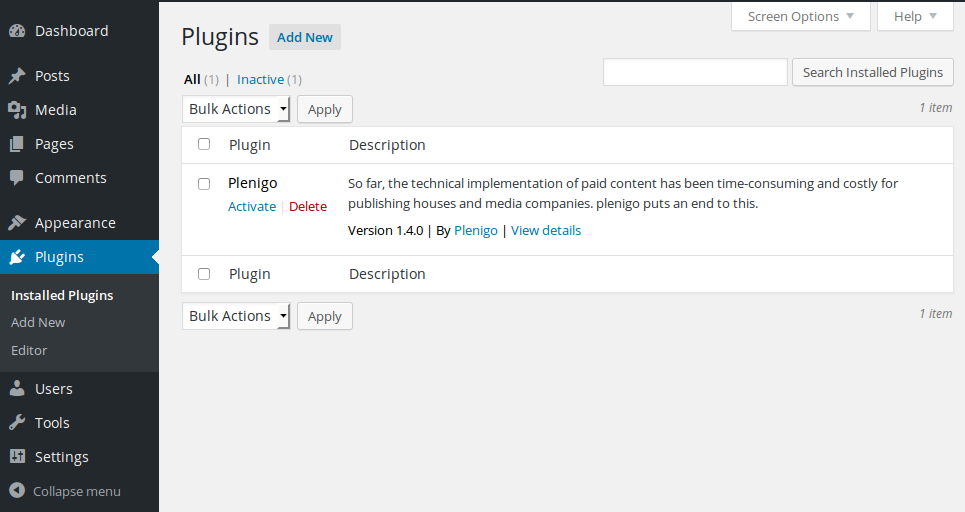 Dashboard
Posts
Media
Pages
Comments
Appearance
Plugins
Installed Plugins
Add New
Editor
Users
Tools
Settings
Collapse menu
Screen Options
Help
Plugins
Add New
All (1) | Inactive (1)
Search Installed Plugins
Bulk Actions
Apply
1 item
Plugin
Description
Plenigo
So far, the technical implementation of paid content has been time-consuming and costly for
publishing houses and media companies. plenigo puts an end to this.
Activate | Delete
Version 1.4.0 | By Plenigo | View details
Plugin
Description
Bulk Actions
Apply
1 item